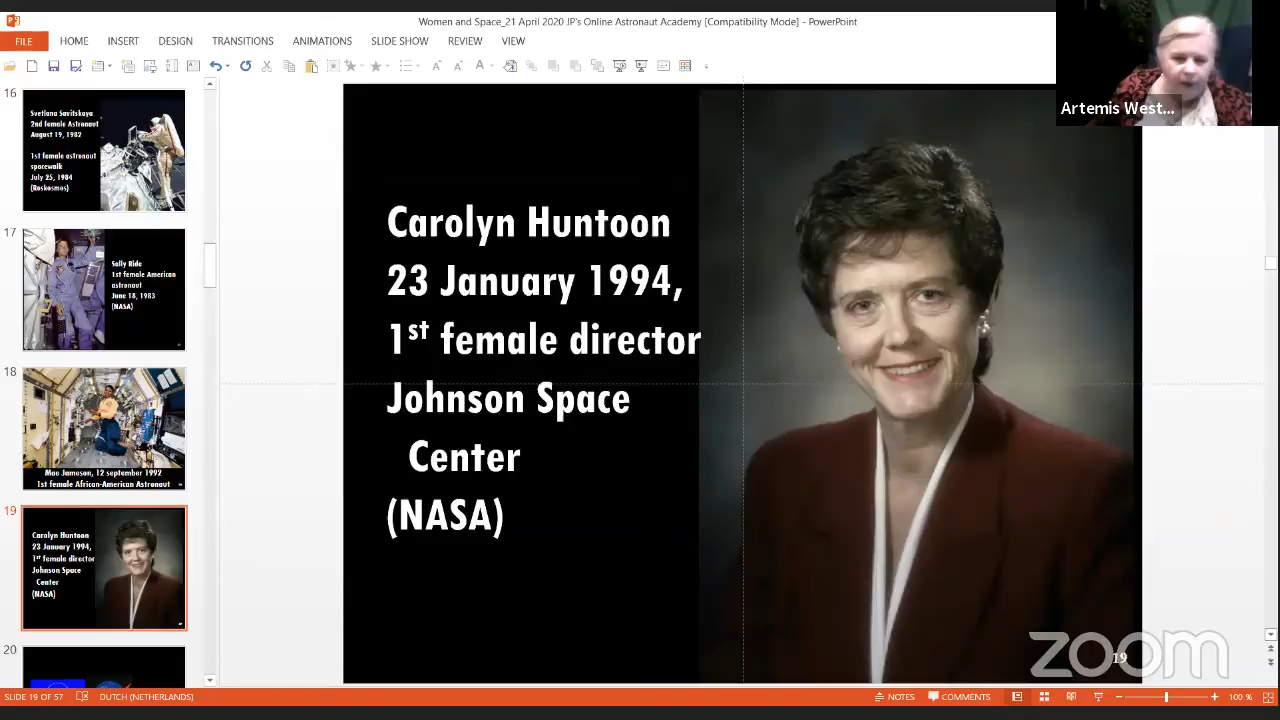 Women and Space_21 April 2020 JP's Online Astronaut Academy [Compatibility Mode] - PowerPoint
FILE HOME INSERT DESIGN TRANSITIONS ANIMATIONS SLIDE SHOW REVIEW VIEW
Artemis West...
16
Svetlana Savitskaya
2nd female Astronaut
August 19, 1982
1st female astronaut
spacewalk
July 25, 1984
(Roskosmos)
17
Sally Ride
1st female American
astronaut
June 18, 1983
(NASA)
18
Mae Jameson, 12 september 1992
1st female African-American Astronaut
19
Carolyn Huntoon
23 January 1994,
1st female director
Johnson Space
Center
(NASA)
20
Carolyn Huntoon
23 January 1994,
1st female director
Johnson Space
Center
(NASA)
19
zoom
SLIDE 19 OF 57 DUTCH (NETHERLANDS) NOTES COMMENTS 100 %